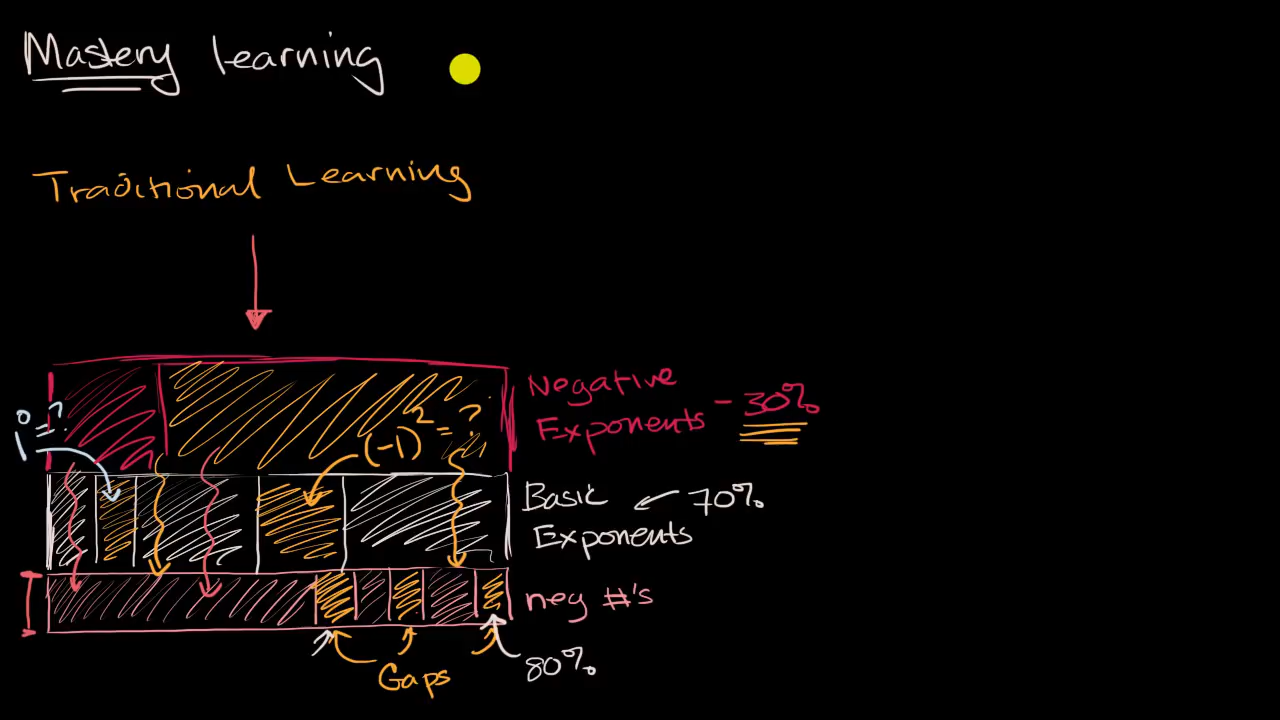 Mastery learning
Traditional Learning
Negative
Exponents - 30%
1⁰=?
(-1)²=?
Basic
Exponents
70%
neg #'s
Gaps
80%